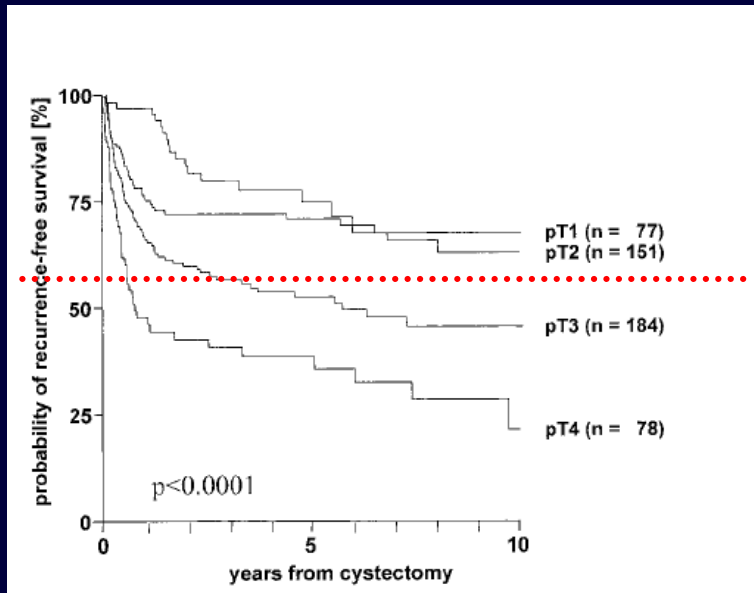 probability of recurrence-free survival [%]
100
75
50
25
0
p<0.0001
pT1 (n = 77)
pT2 (n = 151)
pT3 (n = 184)
pT4 (n = 78)
0
5
10
years from cystectomy